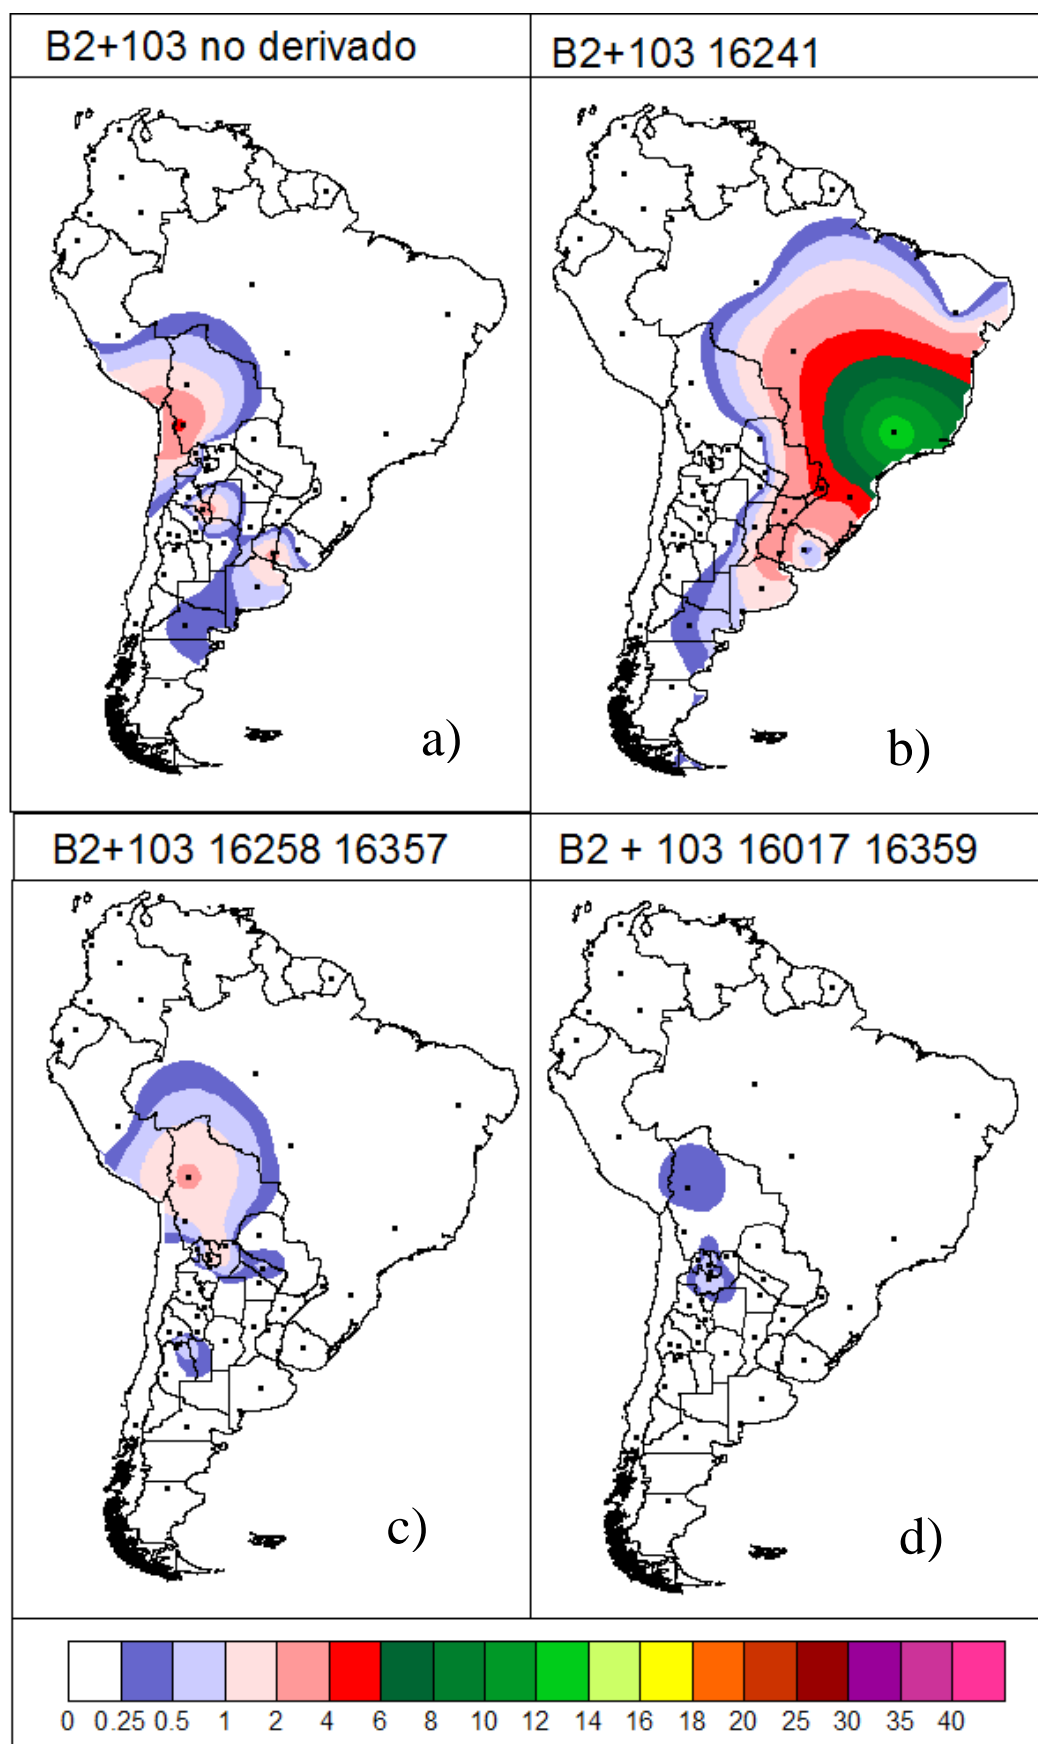 B2+103 no derivado
B2+103 16241
a)
b)
B2+103 16258 16357
B2 + 103 16017 16359
c)
d)
0 0.25 0.5 1 2 4 6 8 10 12 14 16 18 20 25 30 35 40